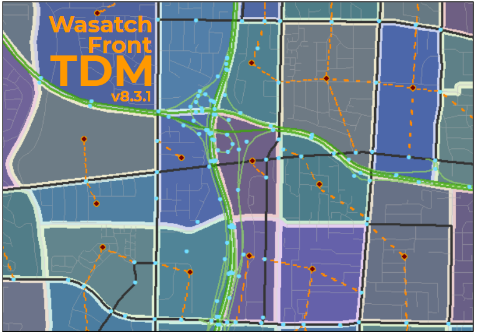 Wasatch
Front
TDM
v8.3.1